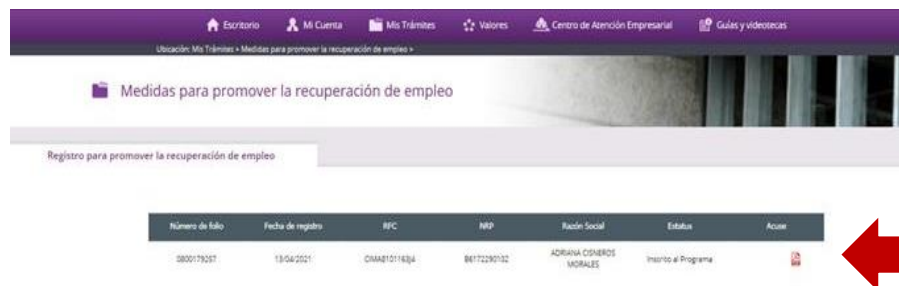 Escritorio Mi Cuenta Mis Trámites Valores Centro de Atención Empresarial Guías y videotecas
Ubicación: Mis Trámites » Medidas para promover la recuperación de empleo »
Medidas para promover la recuperación de empleo
Registro para promover la recuperación de empleo
Número de folio Fecha de registro RFC NRP Razón Social Estatus Acuse
0800179257 13/04/2021 CIMA8101163J4 B6172290102 ADRIANA CISNEROS Inscrito al Programa
MORALES